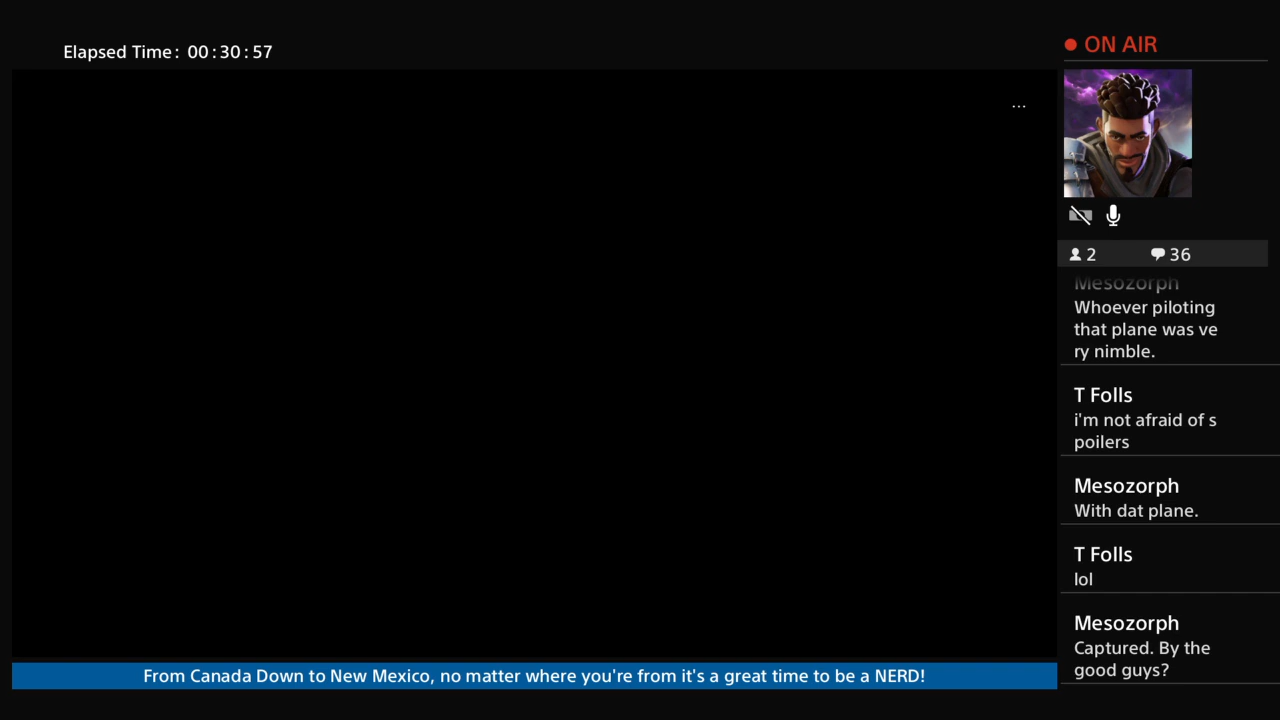 Elapsed Time: 00:30:57
ON AIR
...
2 36
Mesozorph
Whoever piloting
that plane was ve
ry nimble.
T Folls
i'm not afraid of s
poilers
Mesozorph
With dat plane.
T Folls
lol
Mesozorph
Captured. By the
good guys?
From Canada Down to New Mexico, no matter where you're from it's a great time to be a NERD!